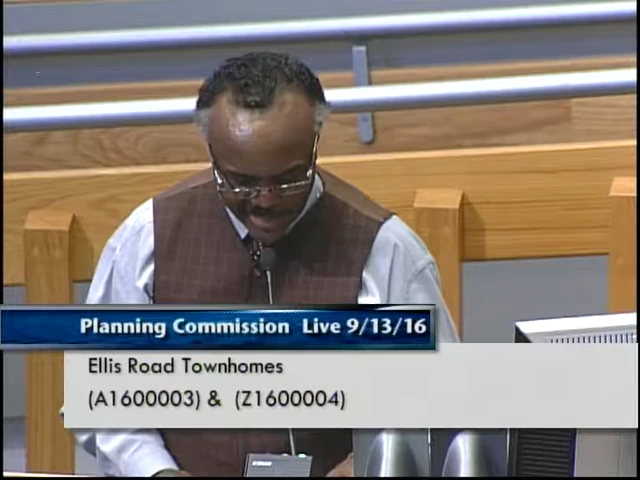 Planning Commission Live 9/13/16
Ellis Road Townhomes
(A1600003) & (Z1600004)